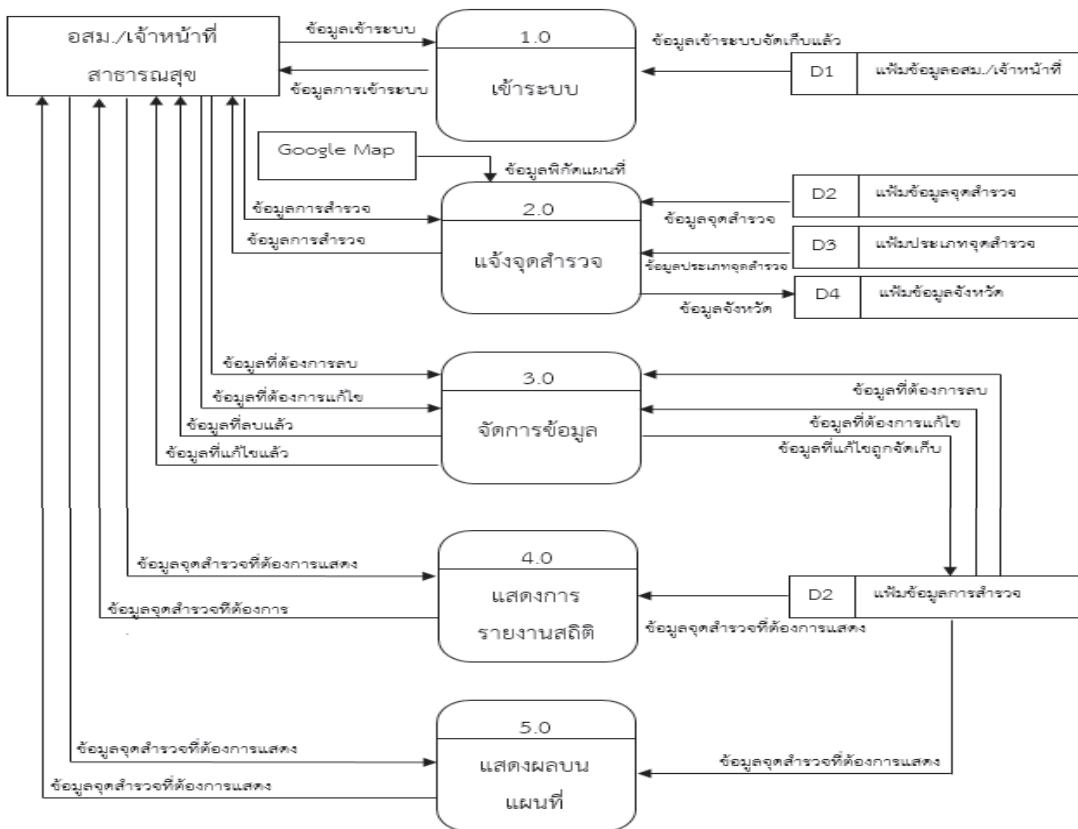 อสม./เจ้าหน้าที่
สาธารณสุข
ข้อมูลเข้าระบบ
ข้อมูลการเข้าระบบ
1.0
เข้าระบบ
ข้อมูลเข้าระบบจัดเก็บแล้ว
D1
แฟ้มข้อมูลอสม./เจ้าหน้าที่
Google Map
ข้อมูลพิกัดแผนที่
ข้อมูลการสำรวจ
ข้อมูลการสำรวจ
2.0
แจ้งจุดสำรวจ
ข้อมูลจุดสำรวจ
D2
แฟ้มข้อมูลจุดสำรวจ
ข้อมูลประเภทจุดสำรวจ
D3
แฟ้มประเภทจุดสำรวจ
ข้อมูลจังหวัด
D4
แฟ้มข้อมูลจังหวัด
ข้อมูลที่ต้องการลบ
ข้อมูลที่ต้องการแก้ไข
ข้อมูลที่ลบแล้ว
ข้อมูลที่แก้ไขแล้ว
3.0
จัดการข้อมูล
ข้อมูลที่ต้องการลบ
ข้อมูลที่ต้องการแก้ไข
ข้อมูลที่แก้ไขถูกจัดเก็บ
ข้อมูลจุดสำรวจที่ต้องการแสดง
ข้อมูลจุดสำรวจที่ต้องการ
4.0
แสดงการ
รายงานสถิติ
D2
แฟ้มข้อมูลการสำรวจ
ข้อมูลจุดสำรวจที่ต้องการแสดง
ข้อมูลจุดสำรวจที่ต้องการแสดง
ข้อมูลจุดสำรวจที่ต้องการแสดง
5.0
แสดงผลบน
แผนที่
ข้อมูลจุดสำรวจที่ต้องการแสดง